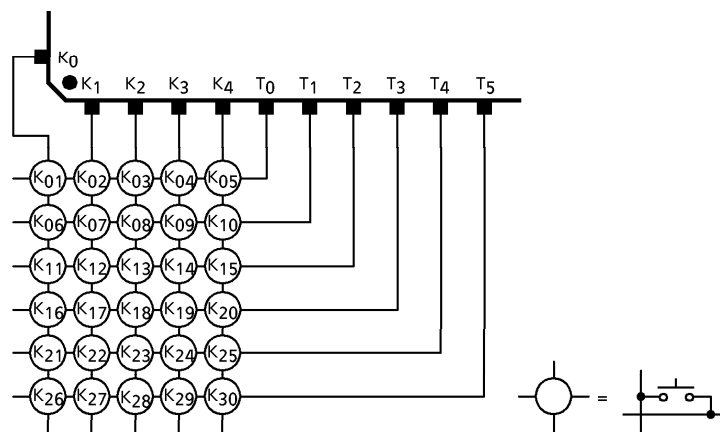 K0
K1 K2 K3 K4 T0 T1 T2 T3 T4 T5
K01 K02 K03 K04 K05
K06 K07 K08 K09 K10
K11 K12 K13 K14 K15
K16 K17 K18 K19 K20
K21 K22 K23 K24 K25
K26 K27 K28 K29 K30
=